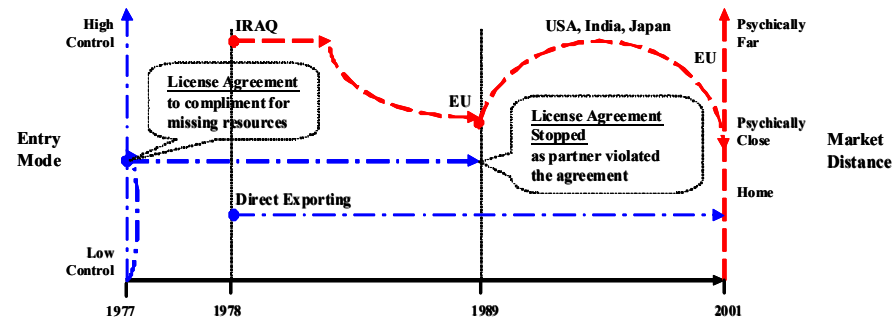 High
Control
IRAQ
USA, India, Japan
Psychically
Far
EU
License Agreement
to compliment for
missing resources
EU
License Agreement
Stopped
as partner violated
the agreement
Psychically
Close
Entry
Mode
Market
Distance
Direct Exporting
Home
Low
Control
1977
1978
1989
2001